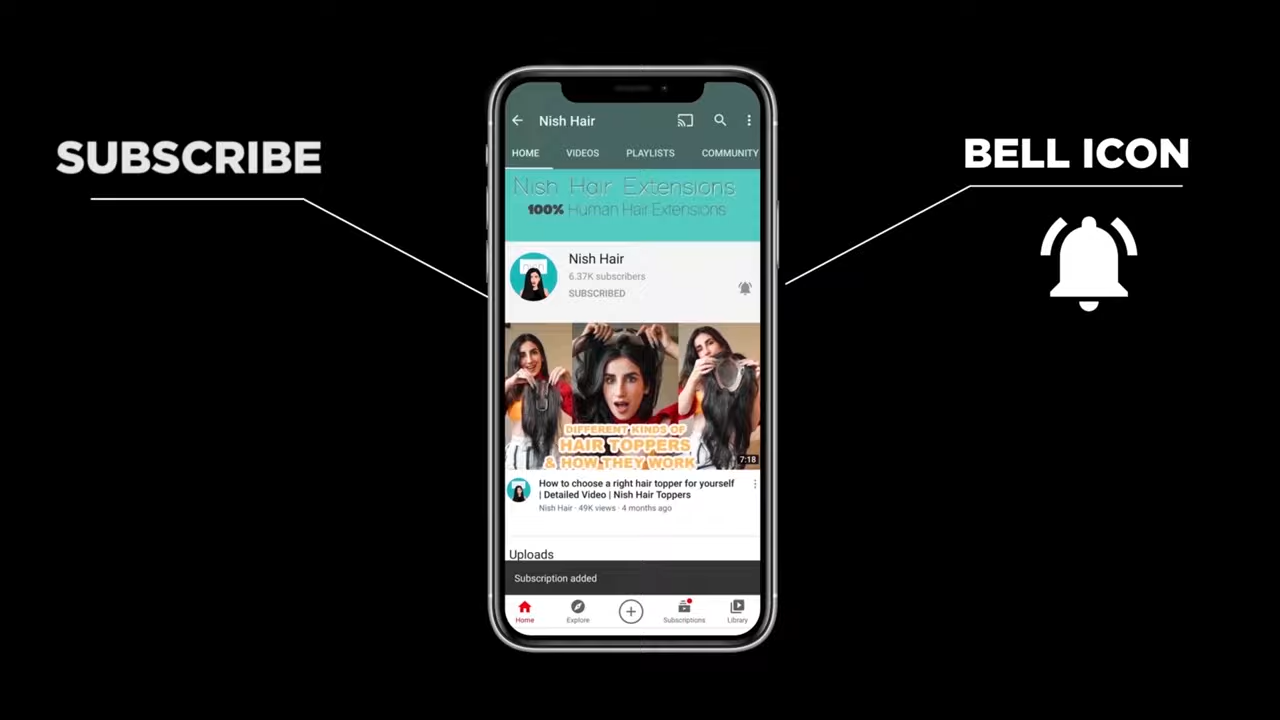 SUBSCRIBE
BELL ICON
Nish Hair
HOME VIDEOS PLAYLISTS COMMUNITY
Nish Hair Extensions
100% Human Hair Extensions
Nish Hair
6.37K subscribers
SUBSCRIBED
DIFFERENT KINDS OF
HAIR TOPPERS
& HOW THEY WORK
7:18
How to choose a right hair topper for yourself
| Detailed Video | Nish Hair Toppers
Nish Hair · 49K views · 4 months ago
Uploads
Subscription added
Home Explore Subscriptions Library